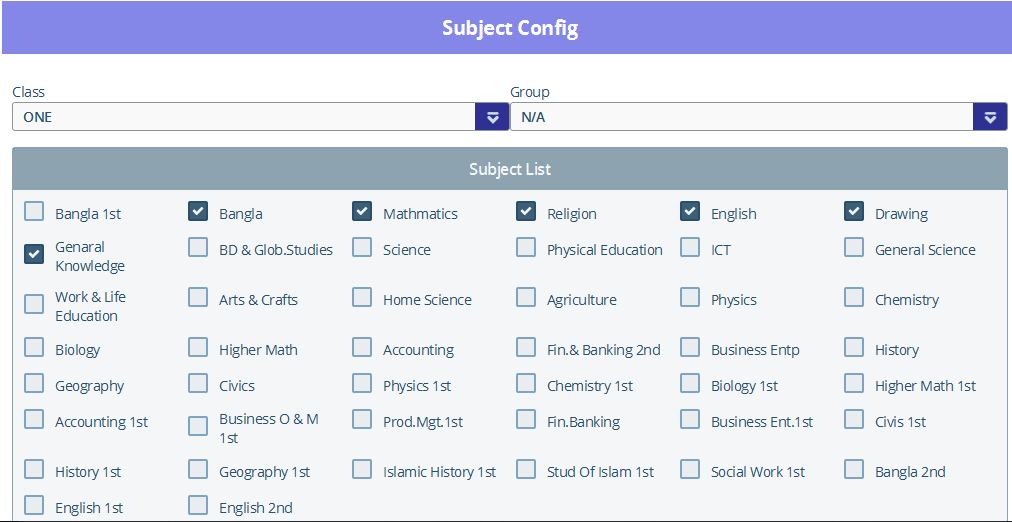 Subject Config
Class
Group
ONE
N/A
Subject List
Bangla 1st
Bangla
Mathmatics
Religion
English
Drawing
Genaral
Knowledge
BD & Glob.Studies
Science
Physical Education
ICT
General Science
Work & Life
Education
Arts & Crafts
Home Science
Agriculture
Physics
Chemistry
Biology
Higher Math
Accounting
Fin.& Banking 2nd
Business Entp
History
Geography
Civics
Physics 1st
Chemistry 1st
Biology 1st
Higher Math 1st
Accounting 1st
Business O & M
1st
Prod.Mgt.1st
Fin.Banking
Business Ent.1st
Civis 1st
History 1st
Geography 1st
Islamic History 1st
Stud Of Islam 1st
Social Work 1st
Bangla 2nd
English 1st
English 2nd